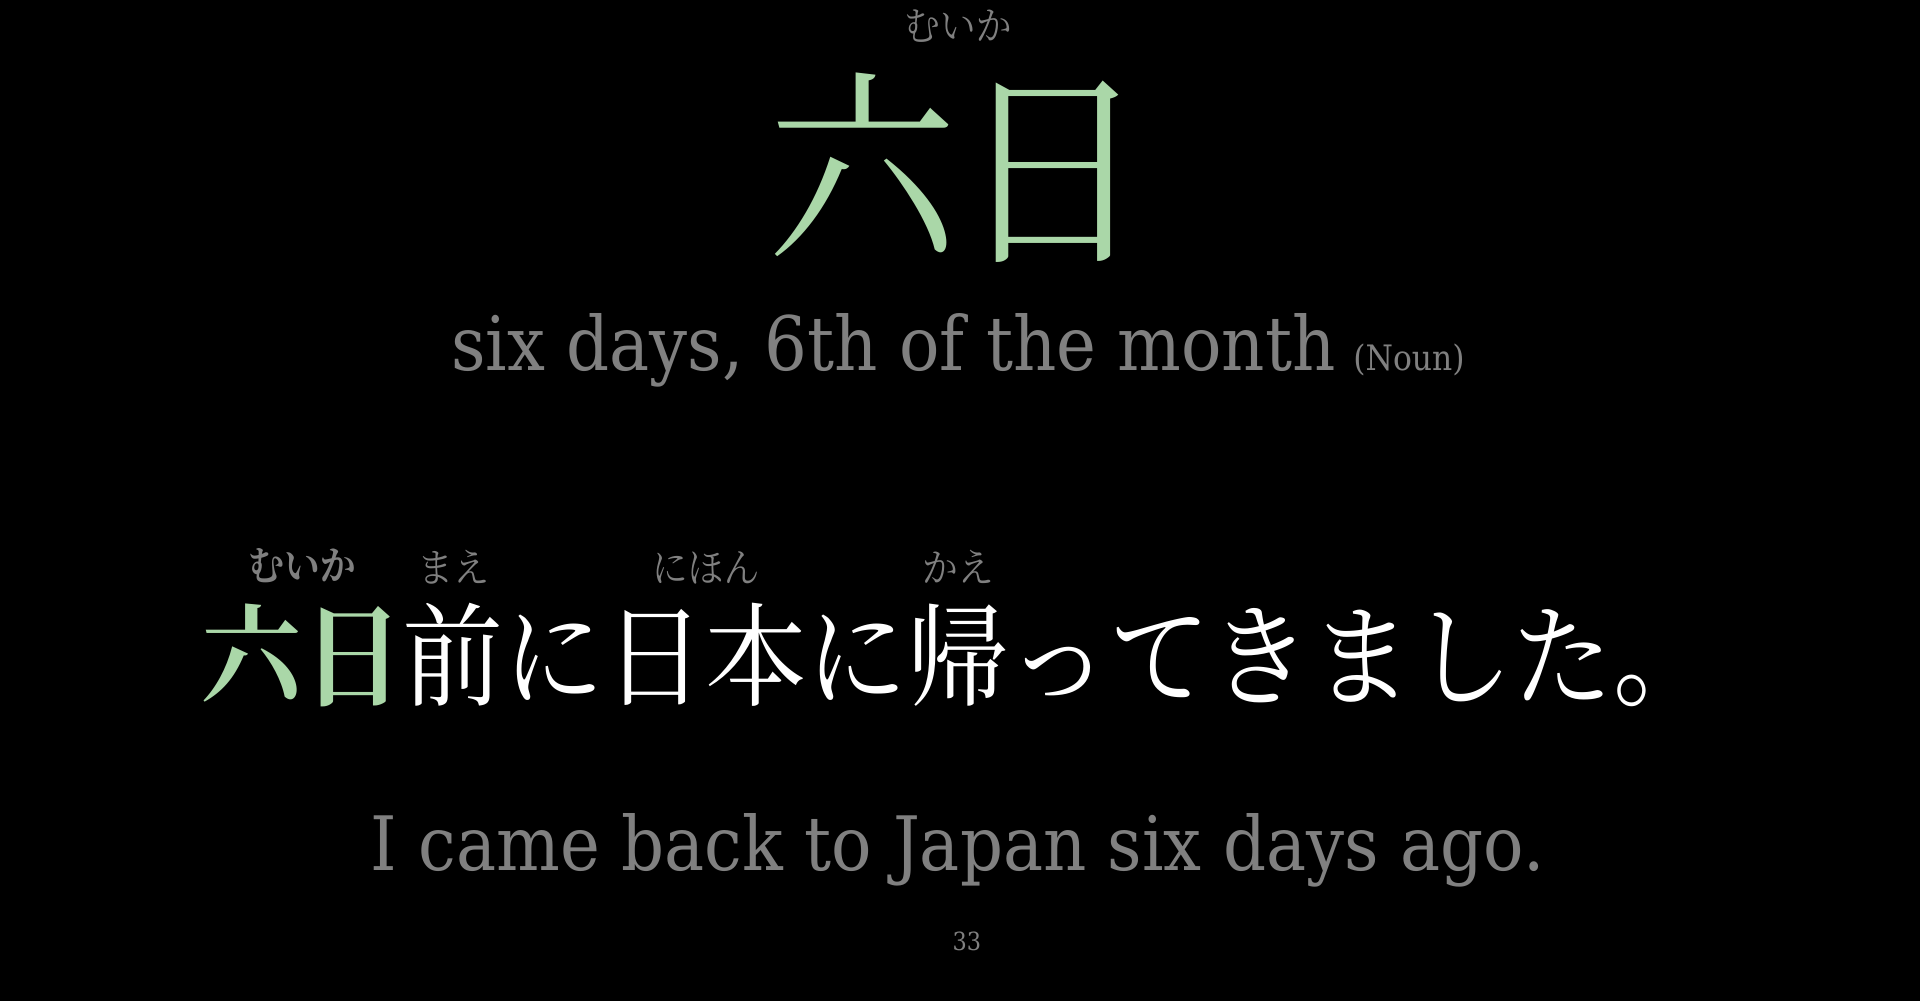 むいか
六日
six days, 6th of the month (Noun)
むいか まえ にほん かえ
六日前に日本に帰ってきました。
I came back to Japan six days ago.
33